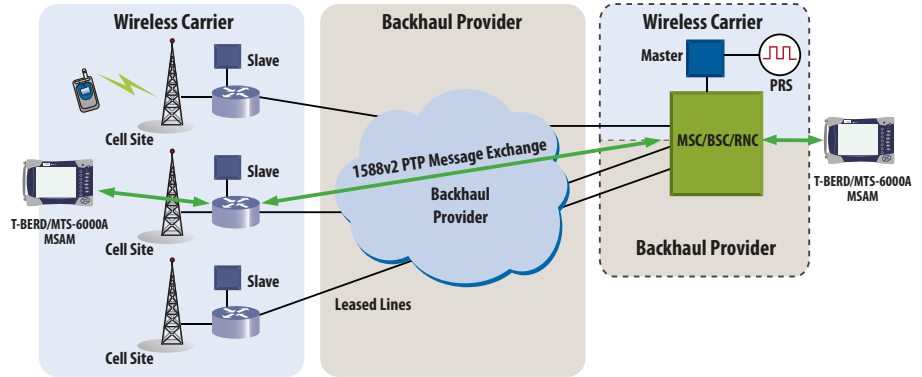 Wireless Carrier
Backhaul Provider
Wireless Carrier
Slave
Master
PRS
Cell Site
MSC/BSC/RNC
1588v2 PTP Message Exchange
Slave
Backhaul
Provider
T-BERD/MTS-6000A
MSAM
T-BERD/MTS-6000A
MSAM
Cell Site
Backhaul Provider
Slave
Leased Lines
Cell Site